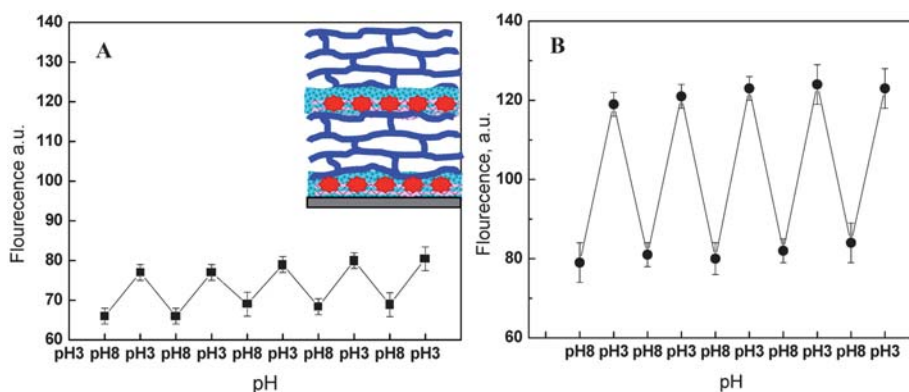 A
140
130
120
110
100
90
80
70
60
Flourecence a.u.
pH3 pH8 pH3 pH8 pH3 pH8 pH3 pH8 pH3 pH8 pH3
pH
B
140
120
100
80
60
Flourecence, a.u.
pH8 pH3 pH8 pH3 pH8 pH3 pH8 pH3 pH8 pH3
pH